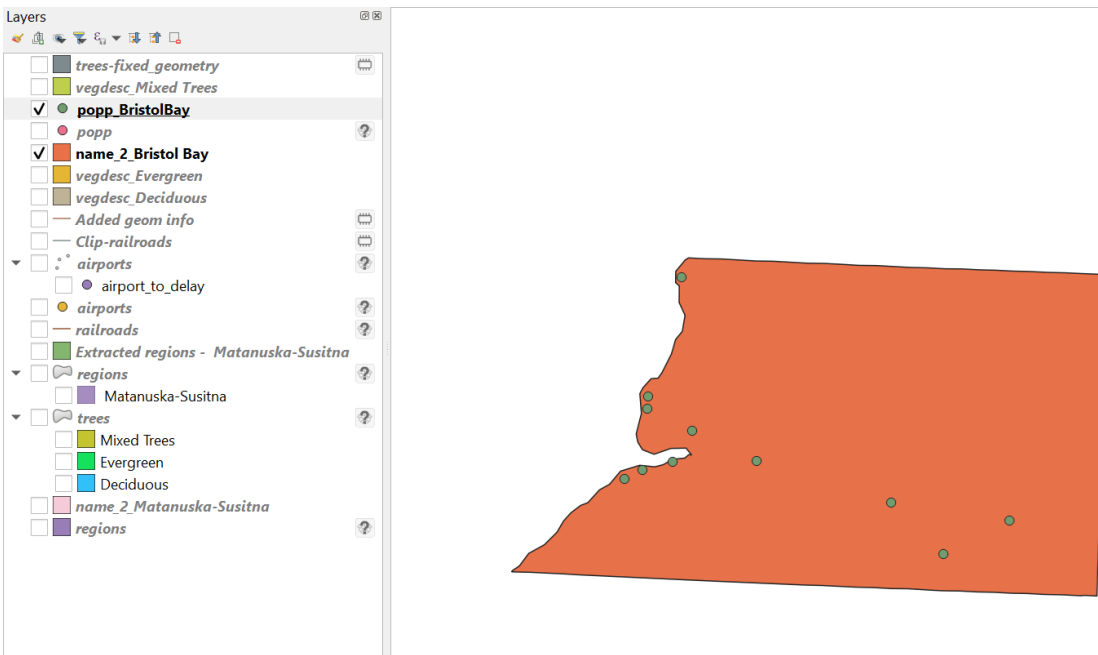 Layers
trees-fixed_geometry
vegdesc_Mixed Trees
popp_BristolBay
popp
name_2_Bristol Bay
vegdesc_Evergreen
vegdesc_Deciduous
Added geom info
Clip-railroads
airports
airport_to_delay
airports
railroads
Extracted regions - Matanuska-Susitna
regions
Matanuska-Susitna
trees
Mixed Trees
Evergreen
Deciduous
name_2_Matanuska-Susitna
regions